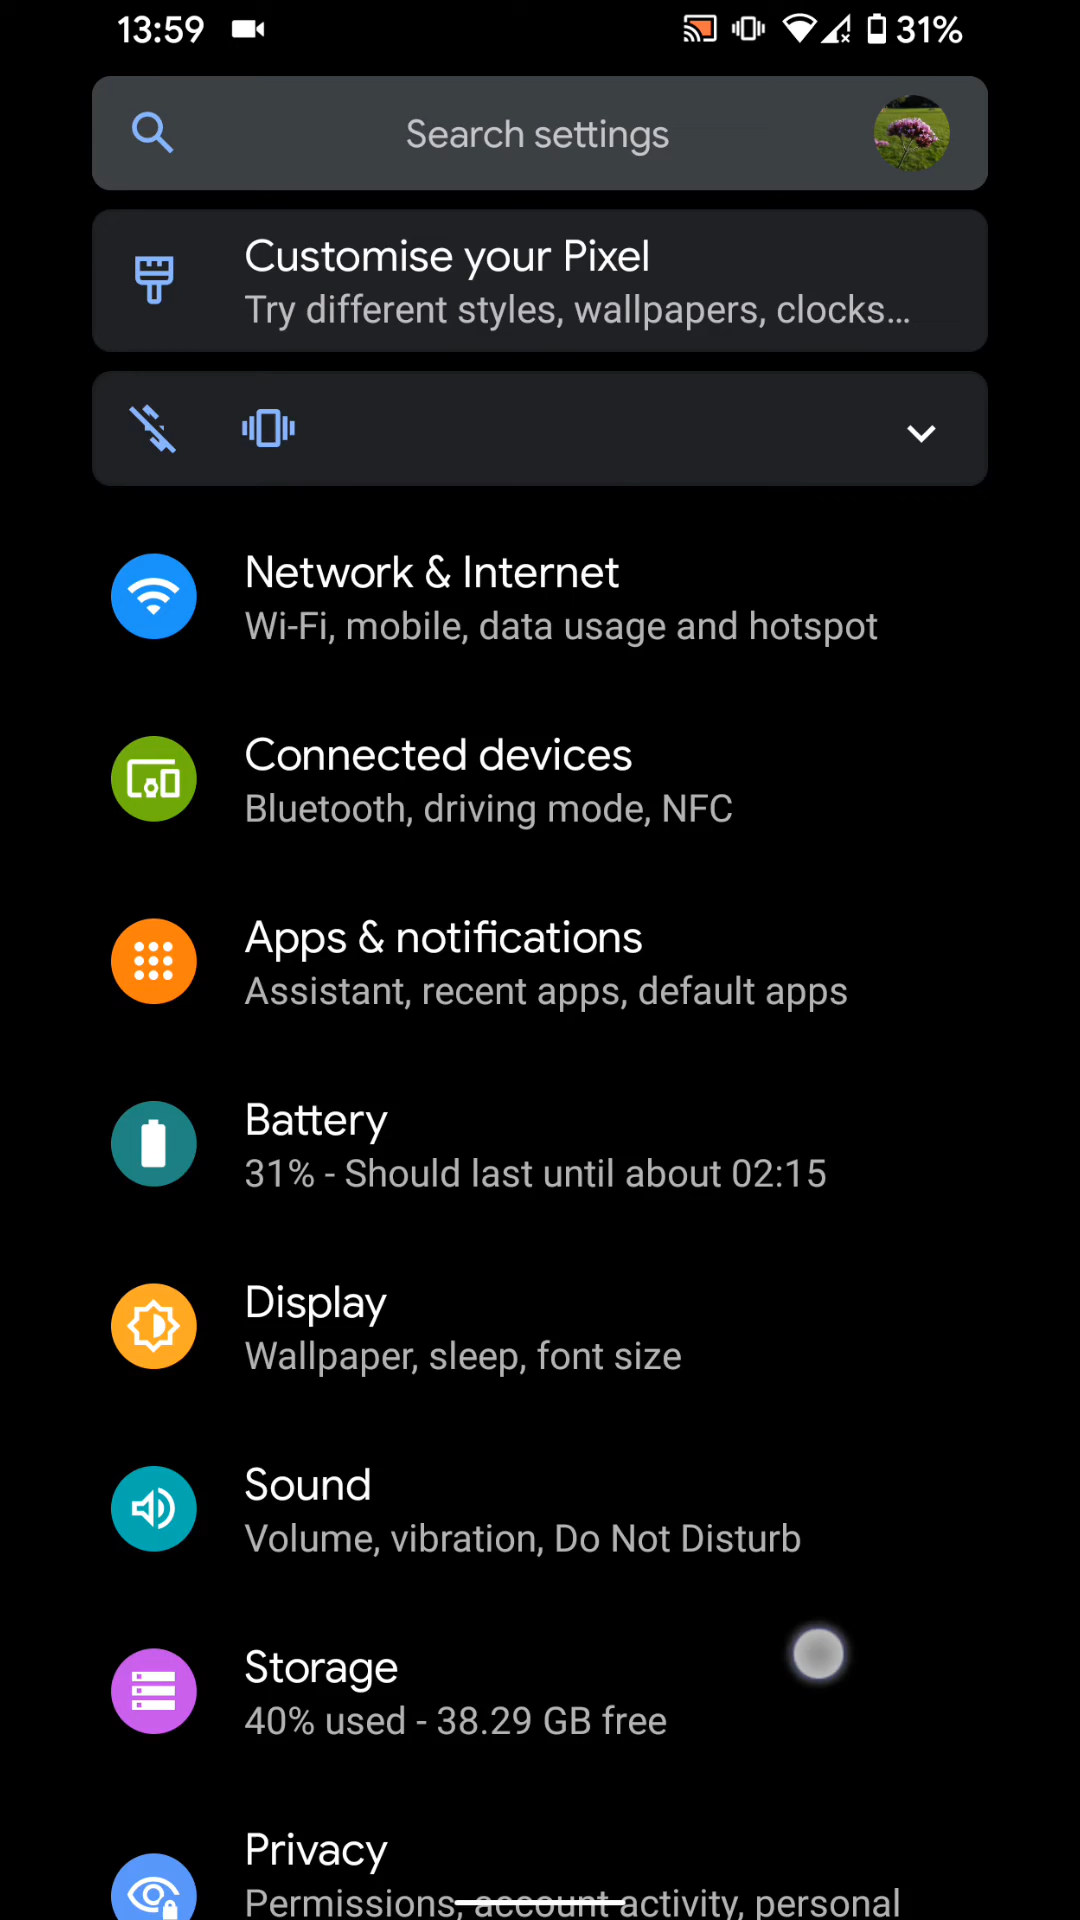 13:59
31%
Search settings
Customise your Pixel
Try different styles, wallpapers, clocks...
Network & Internet
Wi-Fi, mobile, data usage and hotspot
Connected devices
Bluetooth, driving mode, NFC
Apps & notifications
Assistant, recent apps, default apps
Battery
31% - Should last until about 02:15
Display
Wallpaper, sleep, font size
Sound
Volume, vibration, Do Not Disturb
Storage
40% used - 38.29 GB free
Privacy
Permissions, account activity, personal